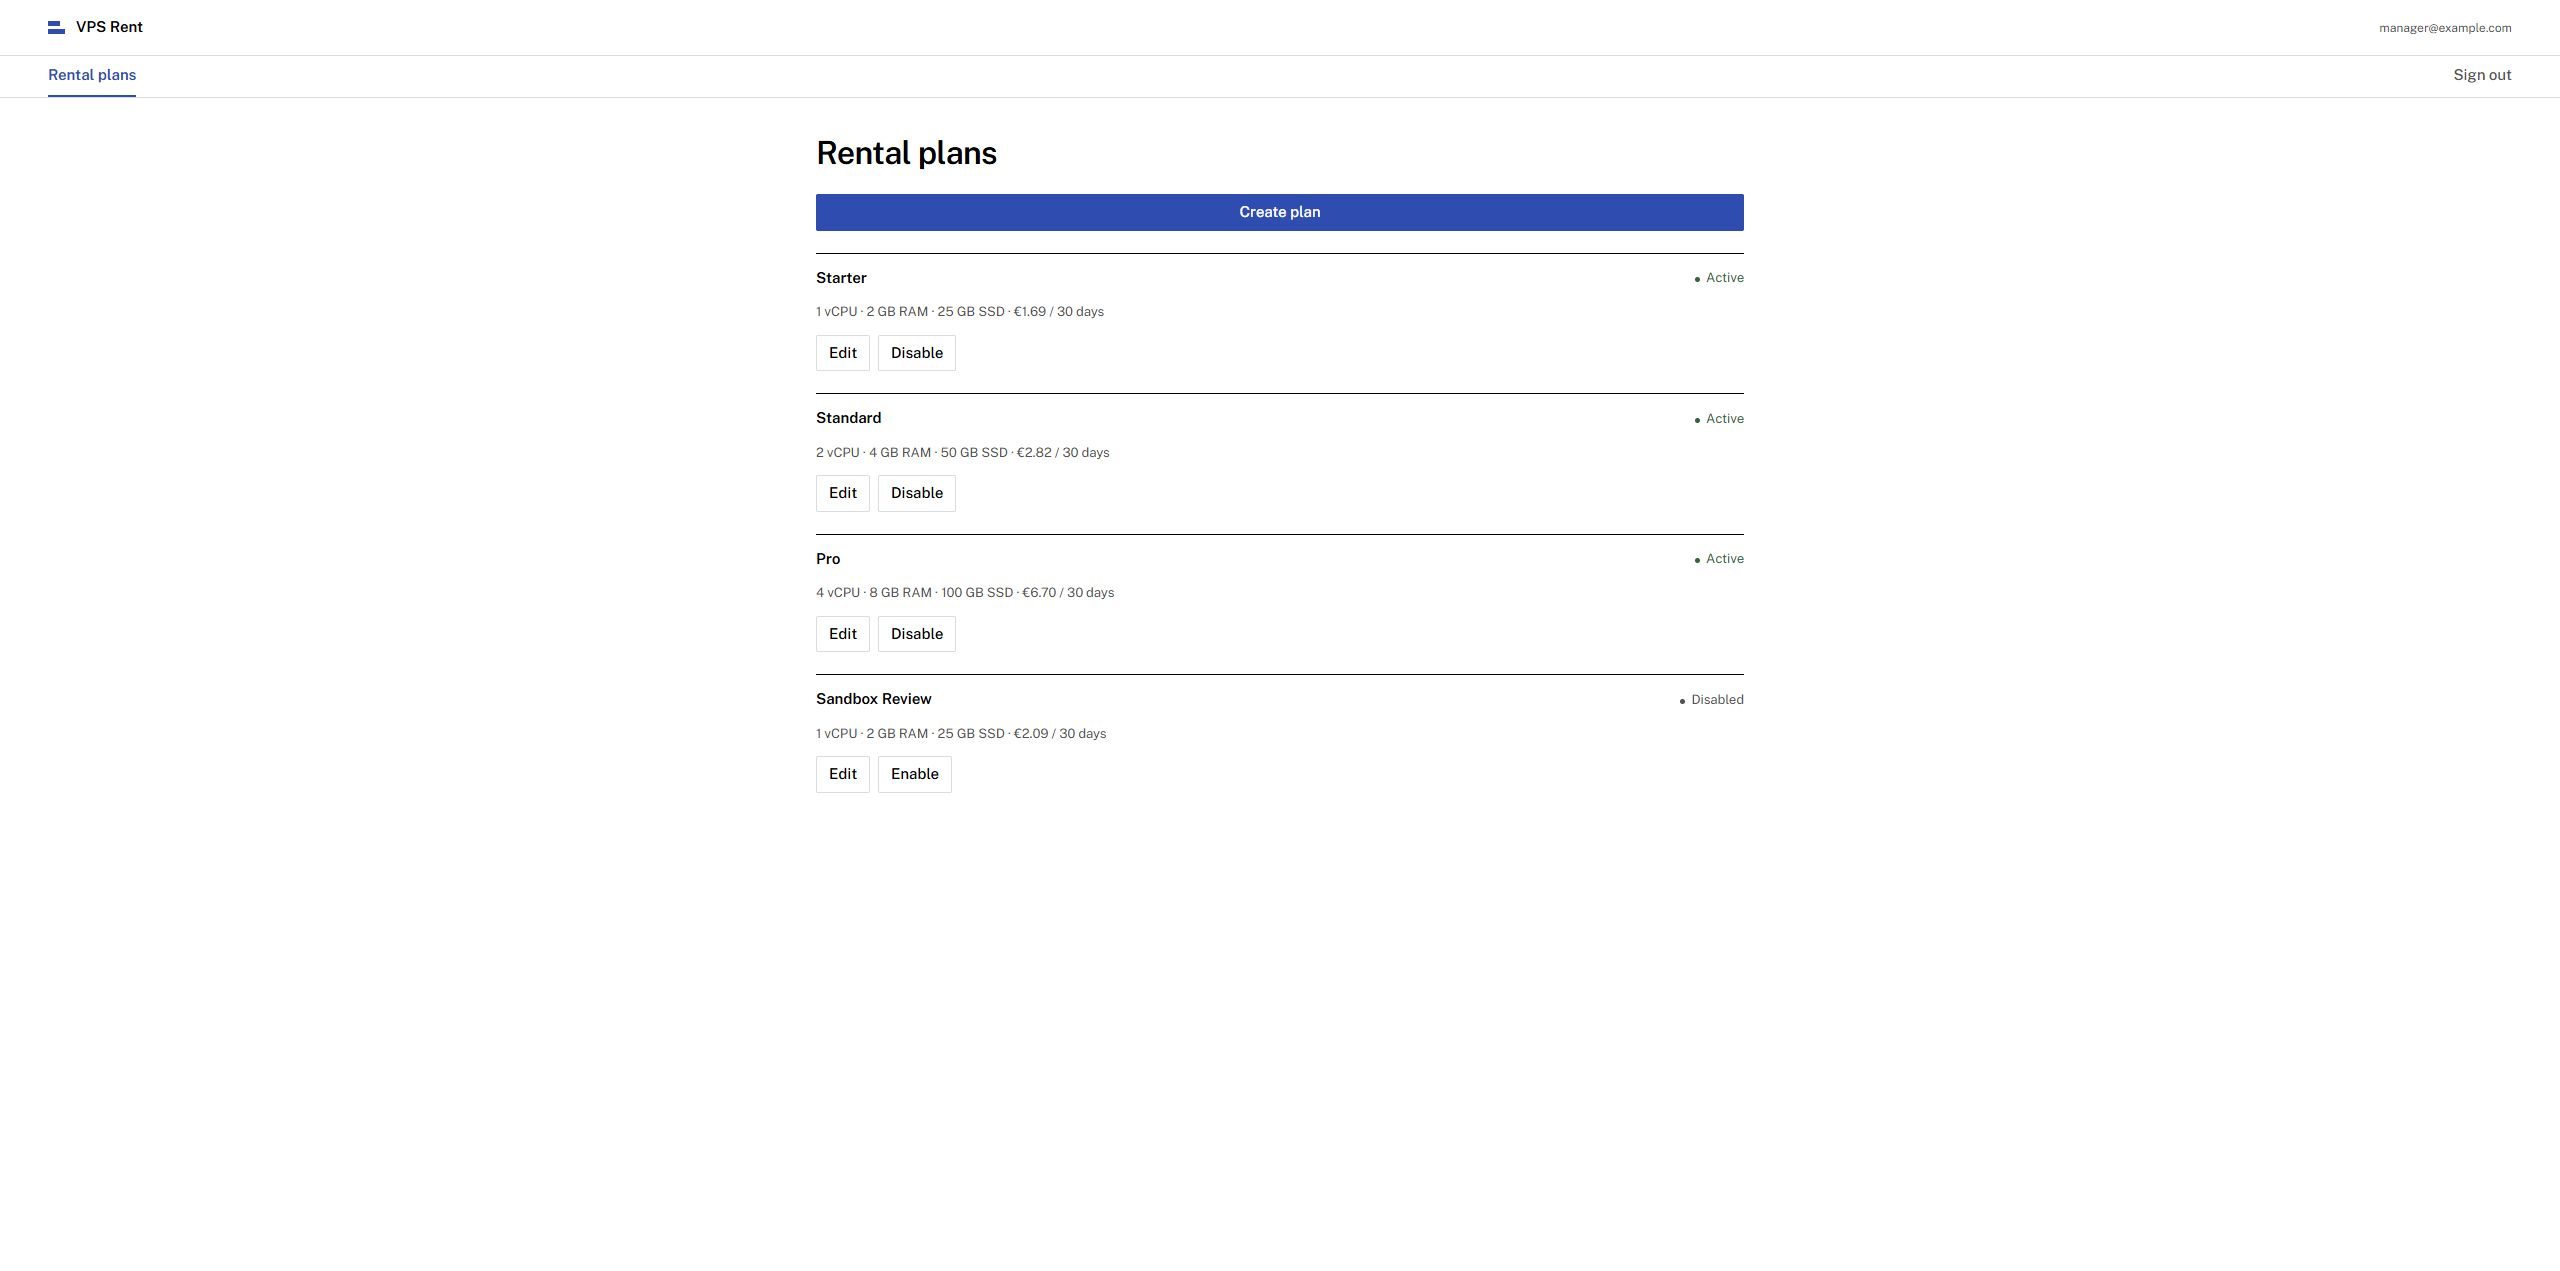 VPS Rent
manager@example.com
Rental plans
Sign out
Rental plans
Create plan
Starter
Active
1 vCPU · 2 GB RAM · 25 GB SSD · €1.69 / 30 days
Edit
Disable
Standard
Active
2 vCPU · 4 GB RAM · 50 GB SSD · €2.82 / 30 days
Edit
Disable
Pro
Active
4 vCPU · 8 GB RAM · 100 GB SSD · €6.70 / 30 days
Edit
Disable
Sandbox Review
Disabled
1 vCPU · 2 GB RAM · 25 GB SSD · €2.09 / 30 days
Edit
Enable